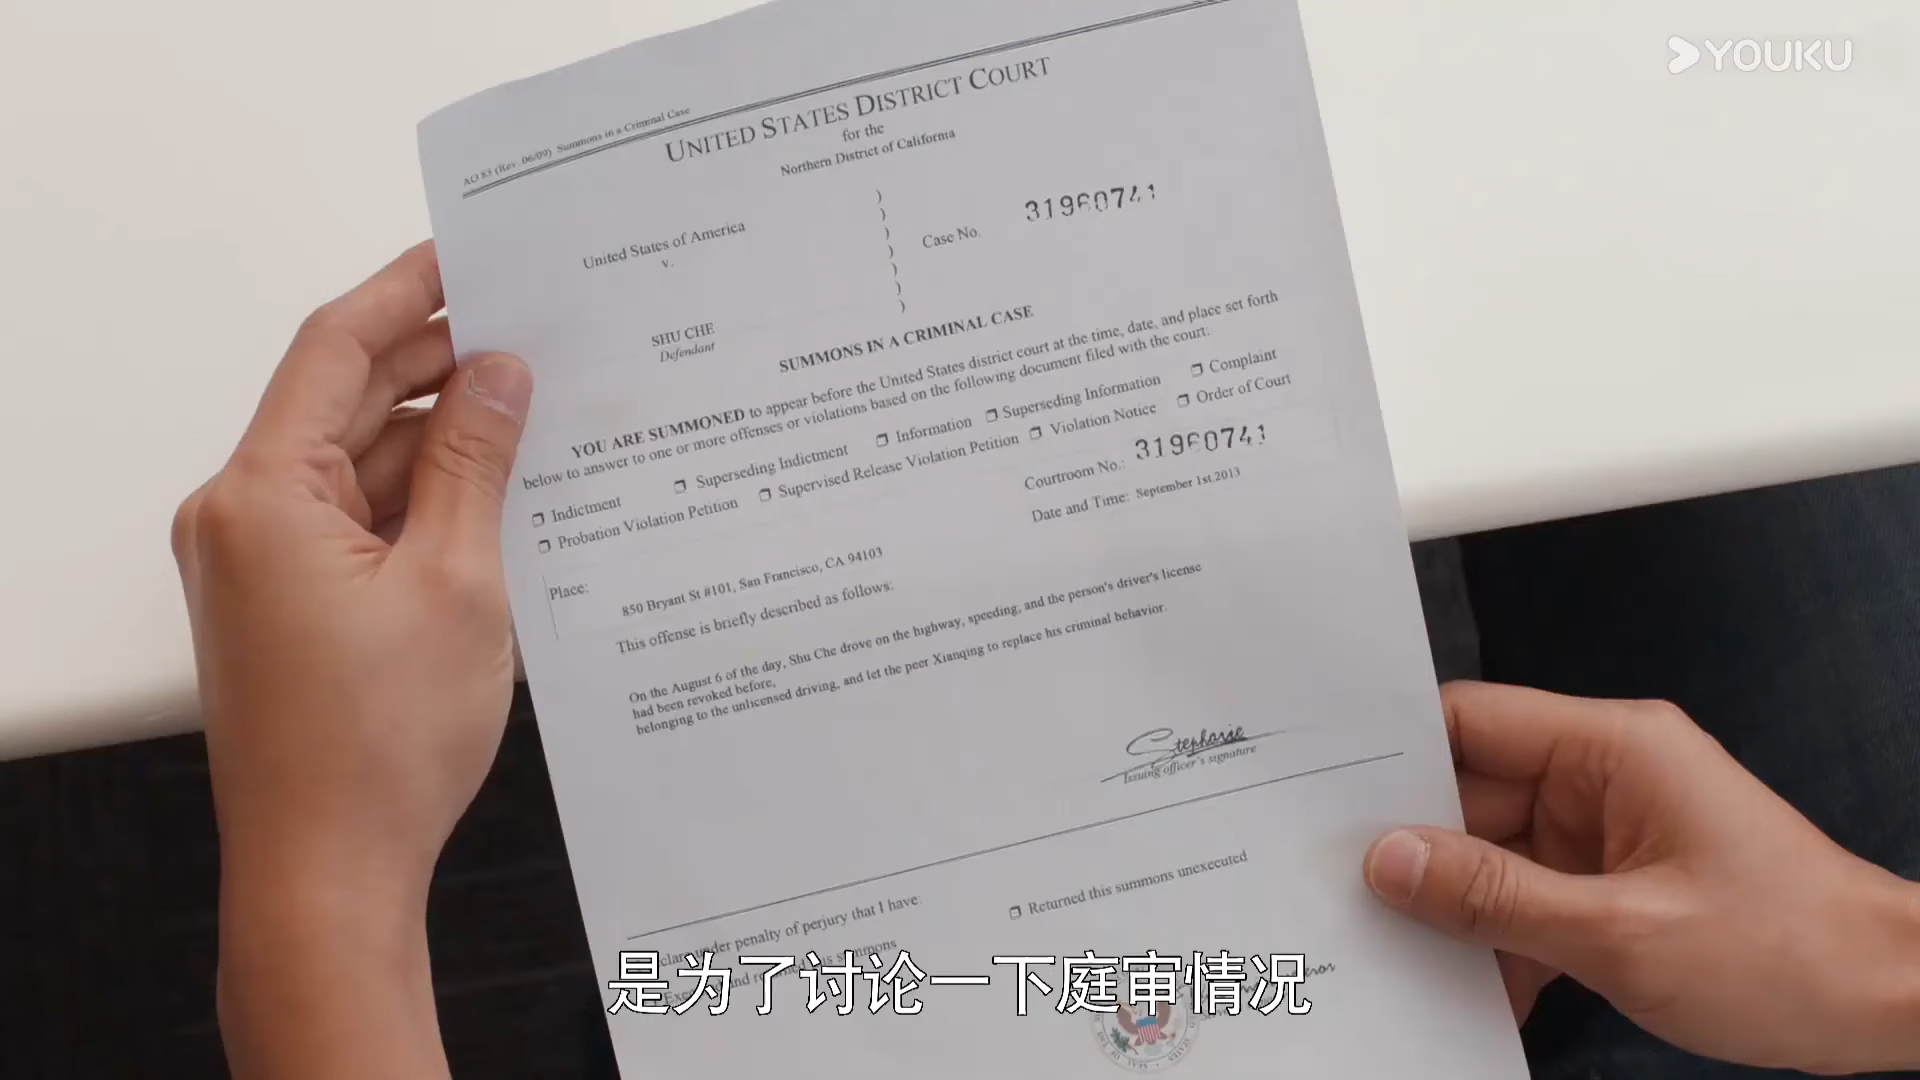 YOUKU
AO 83 (Rev. 06/09) Summons in a Criminal Case
UNITED STATES DISTRICT COURT
for the
Northern District of California
United States of America
v.
SHU CHE
Defendant
)
)
)
)
)
)
)
Case No.
31960741
SUMMONS IN A CRIMINAL CASE
YOU ARE SUMMONED to appear before the United States district court at the time, date, and place set forth
below to answer to one or more offenses or violations based on the following document filed with the court:
Indictment Superseding Indictment Information Superseding Information Complaint
Probation Violation Petition Supervised Release Violation Petition Violation Notice Order of Court
Place:
850 Bryant St #101, San Francisco, CA 94103
Courtroom No.: 31960741
Date and Time: September 1st.2013
This offense is briefly described as follows:
On the August 6 of the day, Shu Che drove on the highway, speeding, and the person's driver's license
had been revoked before,
belonging to the unlicensed driving, and let the peer Xianqing to replace his criminal behavior.
Stephanie
Issuing officer's signature
under penalty of perjury that I have:
Returned this summons unexecuted
summons
是为了讨论一下庭审情况